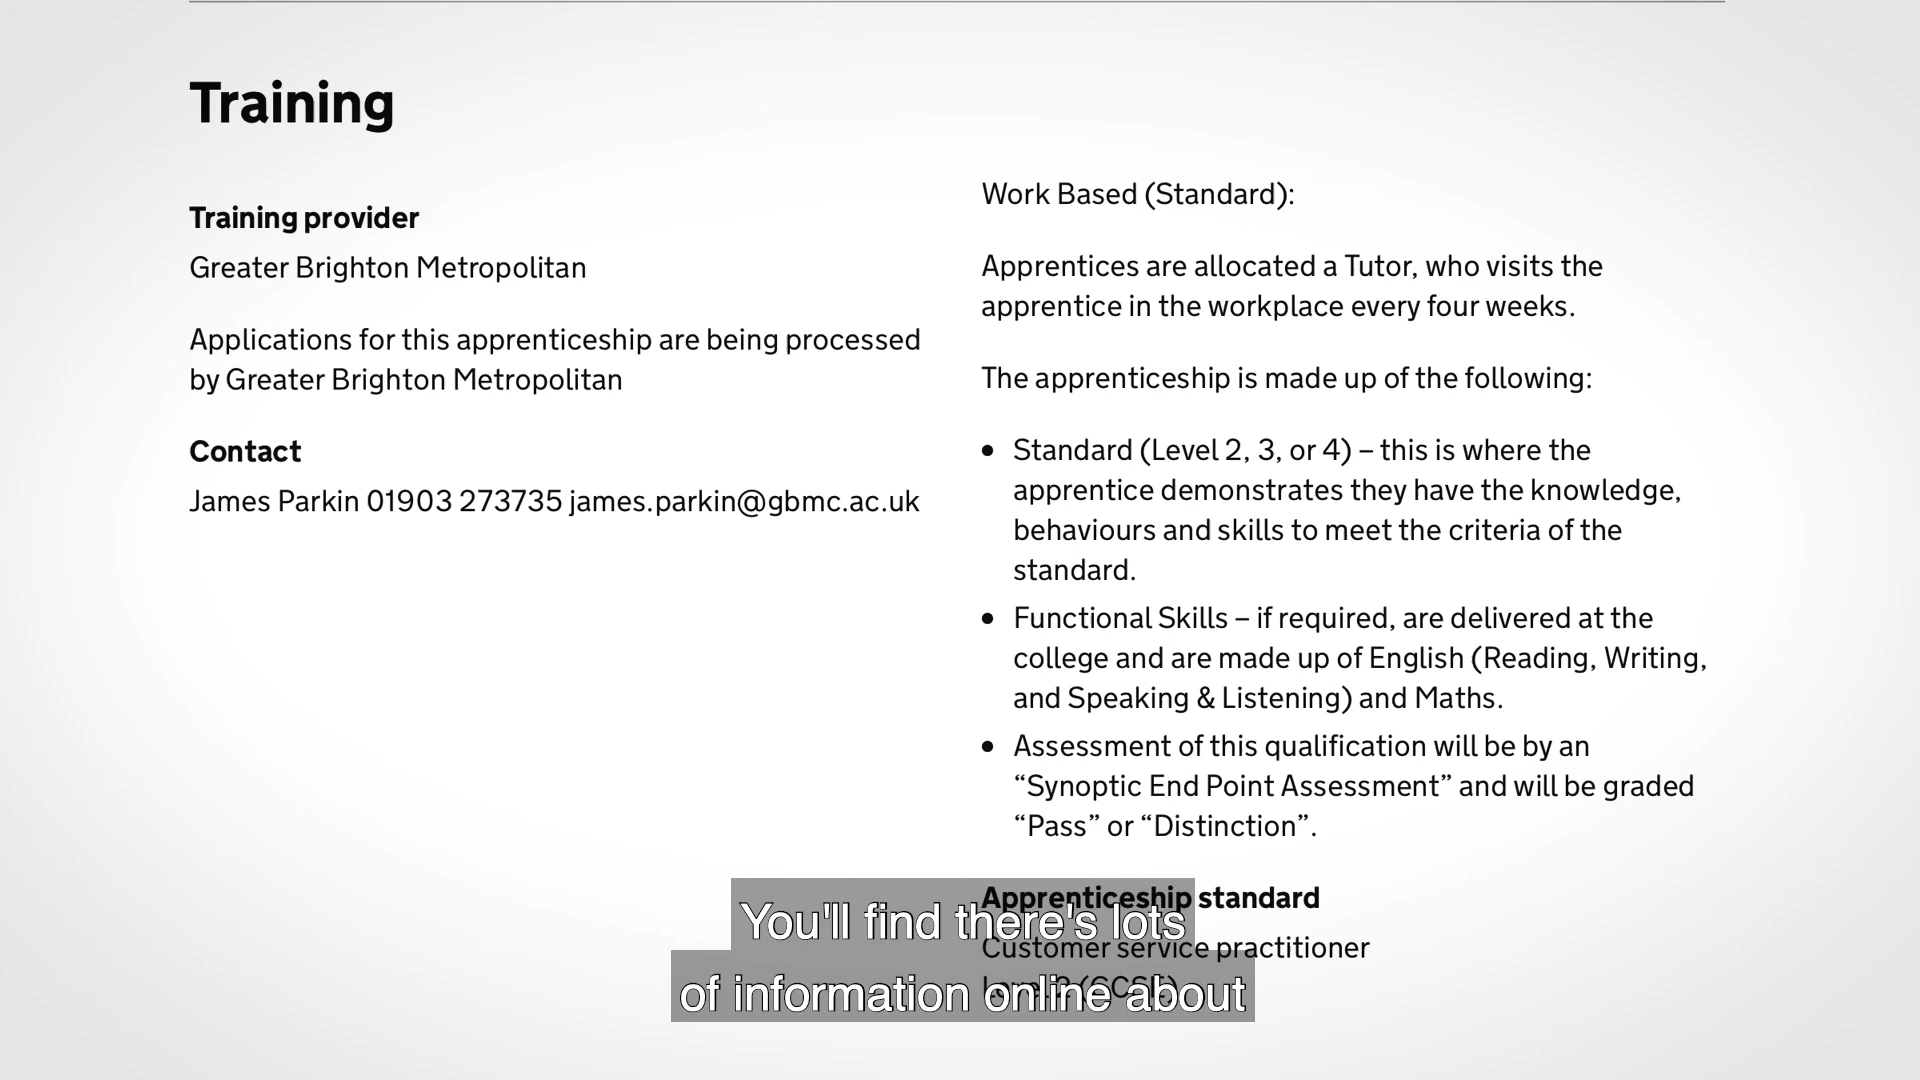 Training
Training provider
Greater Brighton Metropolitan
Applications for this apprenticeship are being processed
by Greater Brighton Metropolitan
Contact
James Parkin 01903 273735 james.parkin@gbmc.ac.uk
Work Based (Standard):
Apprentices are allocated a Tutor, who visits the
apprentice in the workplace every four weeks.
The apprenticeship is made up of the following:
• Standard (Level 2, 3, or 4) – this is where the
apprentice demonstrates they have the knowledge,
behaviours and skills to meet the criteria of the
standard.
• Functional Skills – if required, are delivered at the
college and are made up of English (Reading, Writing,
and Speaking & Listening) and Maths.
• Assessment of this qualification will be by an
“Synoptic End Point Assessment” and will be graded
“Pass” or “Distinction”.
Apprenticeship standard
Customer service practitioner
Level 2 (GCSE)
You'll find there's lots
of information online about